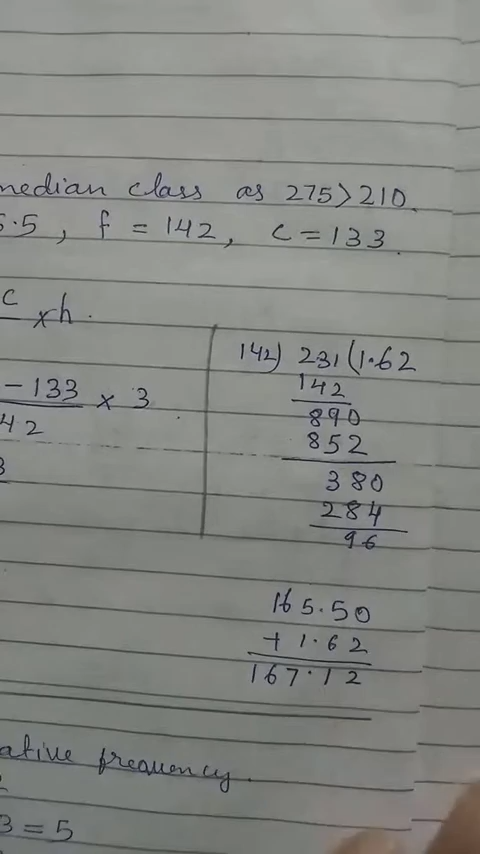 median class as 275>210.
5.5, f = 142, c = 133.
c
xh.
- 133 x 3
42
3
142) 231 (1.62
142
890
852
380
284
96
165.50
+ 1.62
167.12
ative frequency.
2
3 = 5